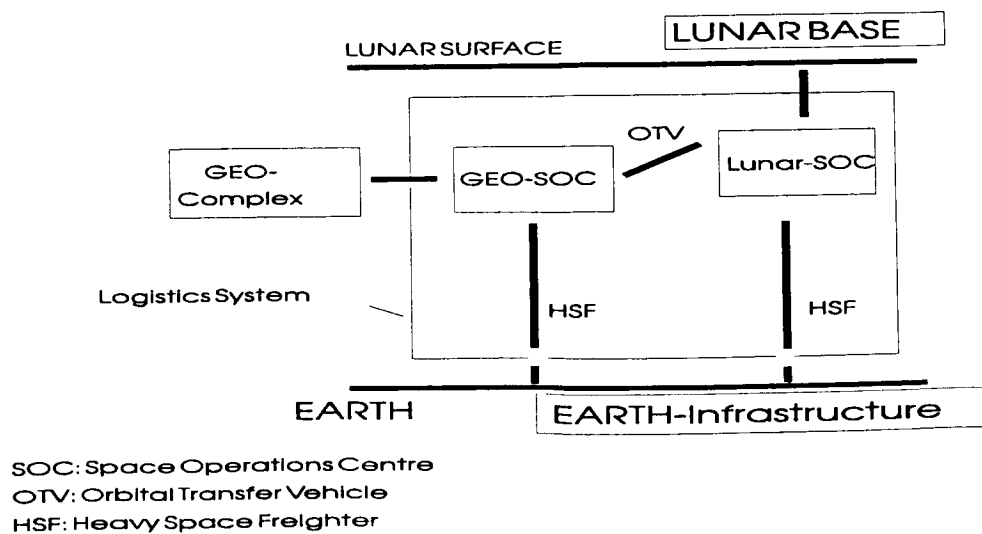 LUNAR BASE
LUNAR SURFACE
OTV
GEO-
Complex
GEO-SOC
Lunar-SOC
Logistics System
HSF
HSF
EARTH
EARTH-Infrastructure
SOC: Space Operations Centre
OTV: Orbital Transfer Vehicle
HSF: Heavy Space Freighter